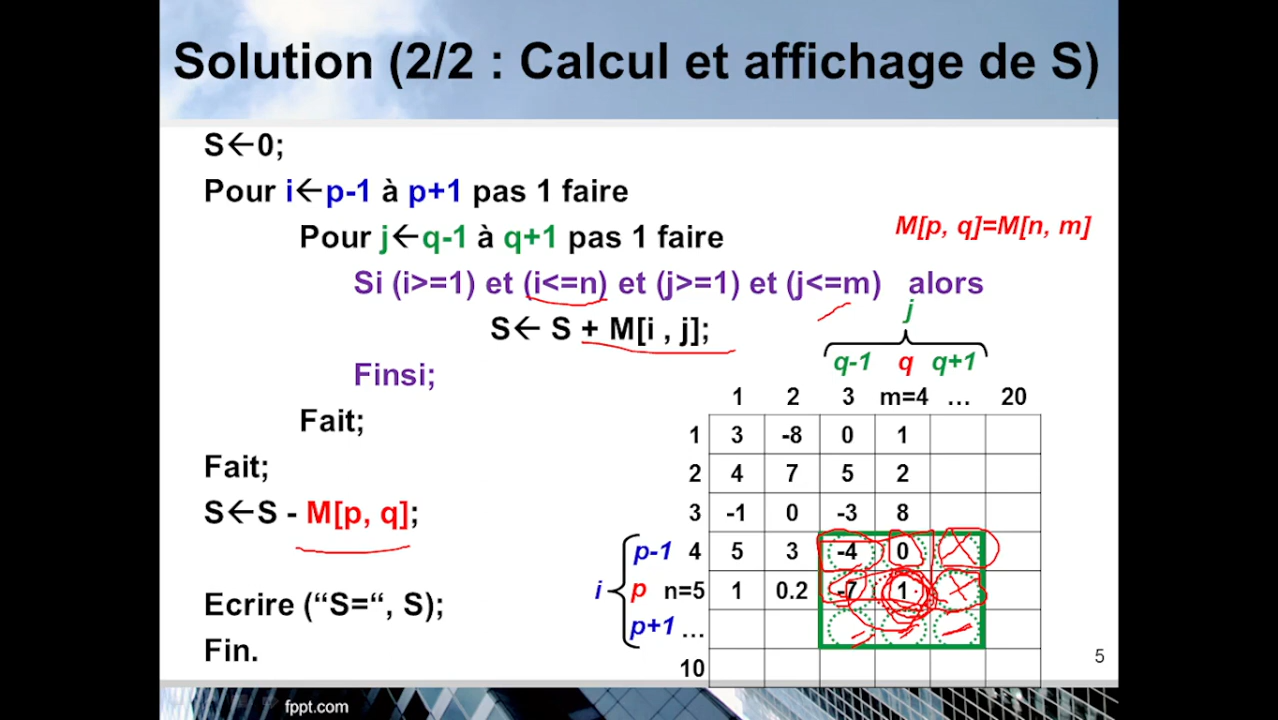 Solution (2/2 : Calcul et affichage de S)
S←0;
Pour i←p-1 à p+1 pas 1 faire
Pour j←q-1 à q+1 pas 1 faire
M[p, q]=M[n, m]
Si (i>=1) et (i<=n) et (j>=1) et (j<=m) alors
j
S← S + M[i , j];
q-1 q q+1
Finsi;
1 2 3 m=4 … 20
Fait;
1 3 -8 0 1
Fait;
2 4 7 5 2
S←S - M[p, q];
3 -1 0 -3 8
p-1 4 5 3 -4 0
i p n=5 1 0.2 -7 1
Ecrire (“S=“, S);
p+1 …
Fin.
10
5
fppt.com